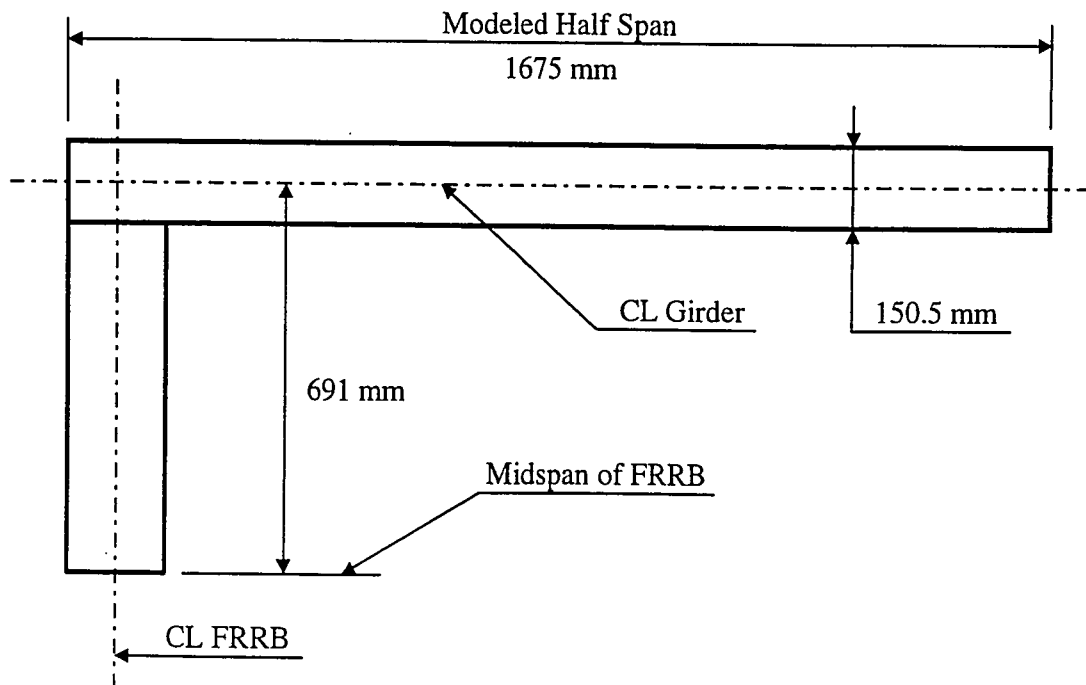 Modeled Half Span
1675 mm
CL Girder
150.5 mm
691 mm
Midspan of FRRB
CL FRRB